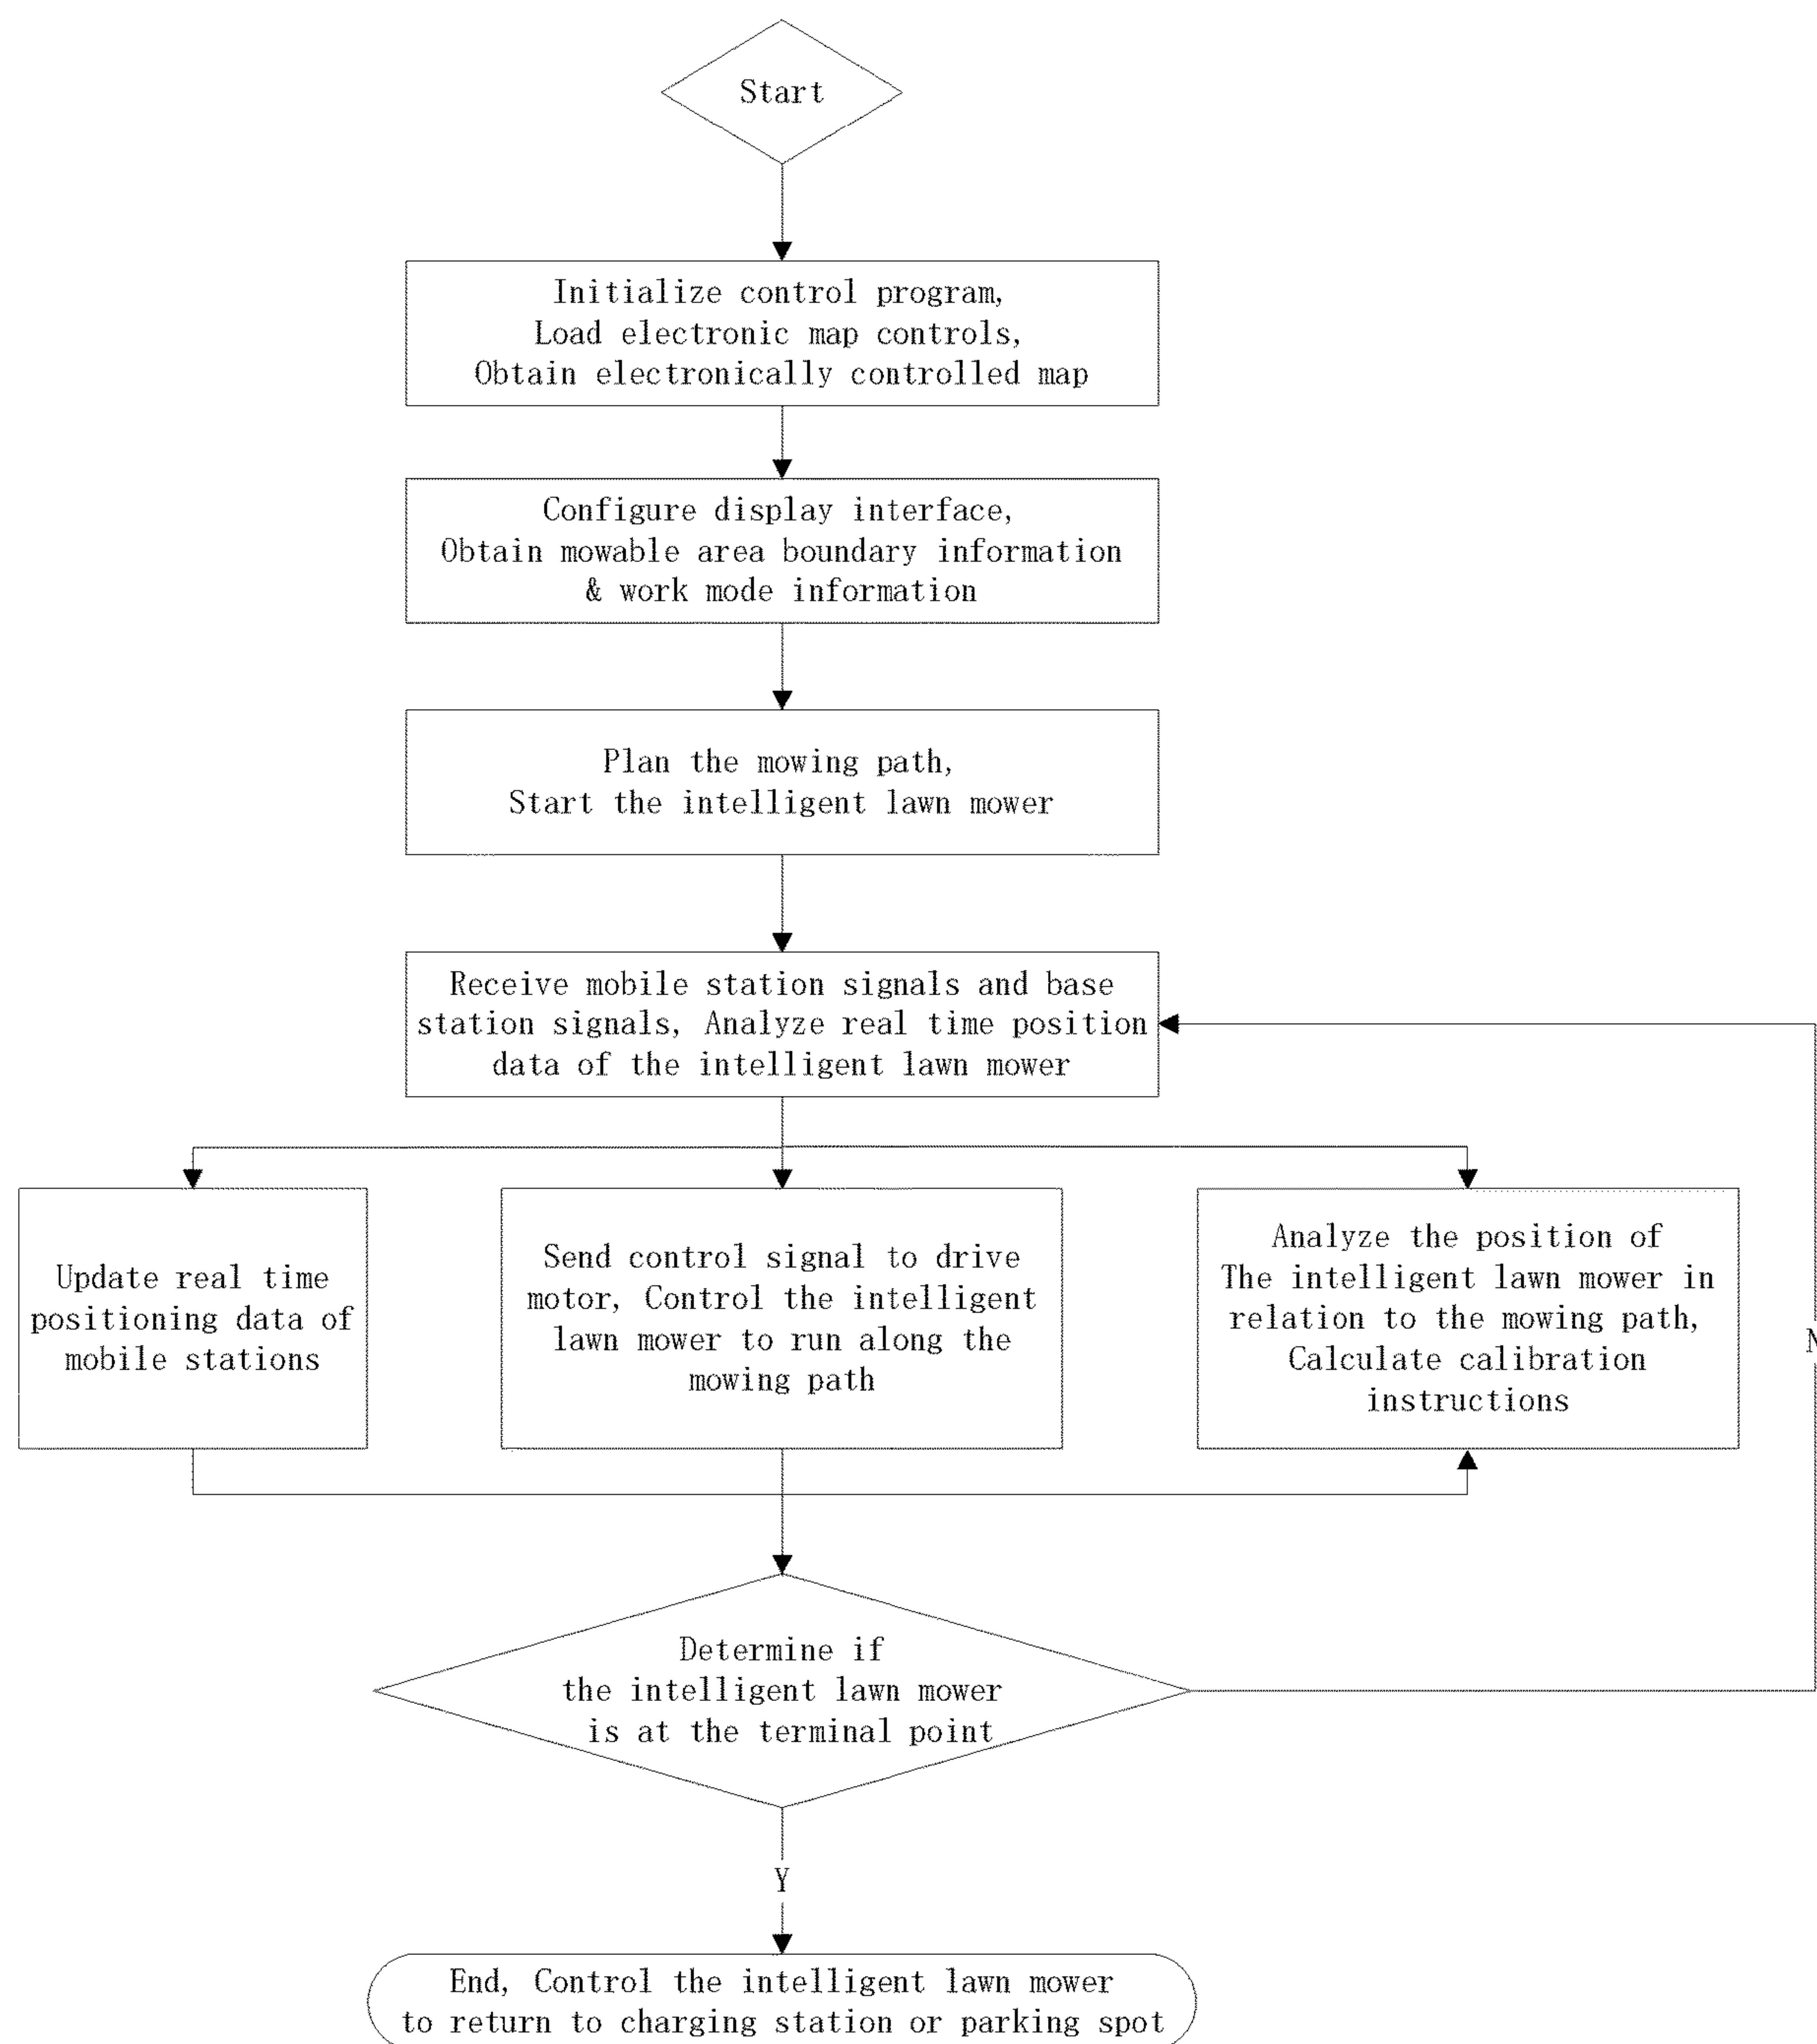 Start
Initialize control program,
Load electronic map controls,
Obtain electronically controlled map
Configure display interface,
Obtain mowable area boundary information
& work mode information
Plan the mowing path,
Start the intelligent lawn mower
Receive mobile station signals and base
station signals, Analyze real time position
data of the intelligent lawn mower
Update real time
positioning data of
mobile stations
Send control signal to drive
motor, Control the intelligent
lawn mower to run along the
mowing path
Analyze the position of
The intelligent lawn mower in
relation to the mowing path,
Calculate calibration
instructions
N
Determine if
the intelligent lawn mower
is at the terminal point
Y
End, Control the intelligent lawn mower
to return to charging station or parking spot